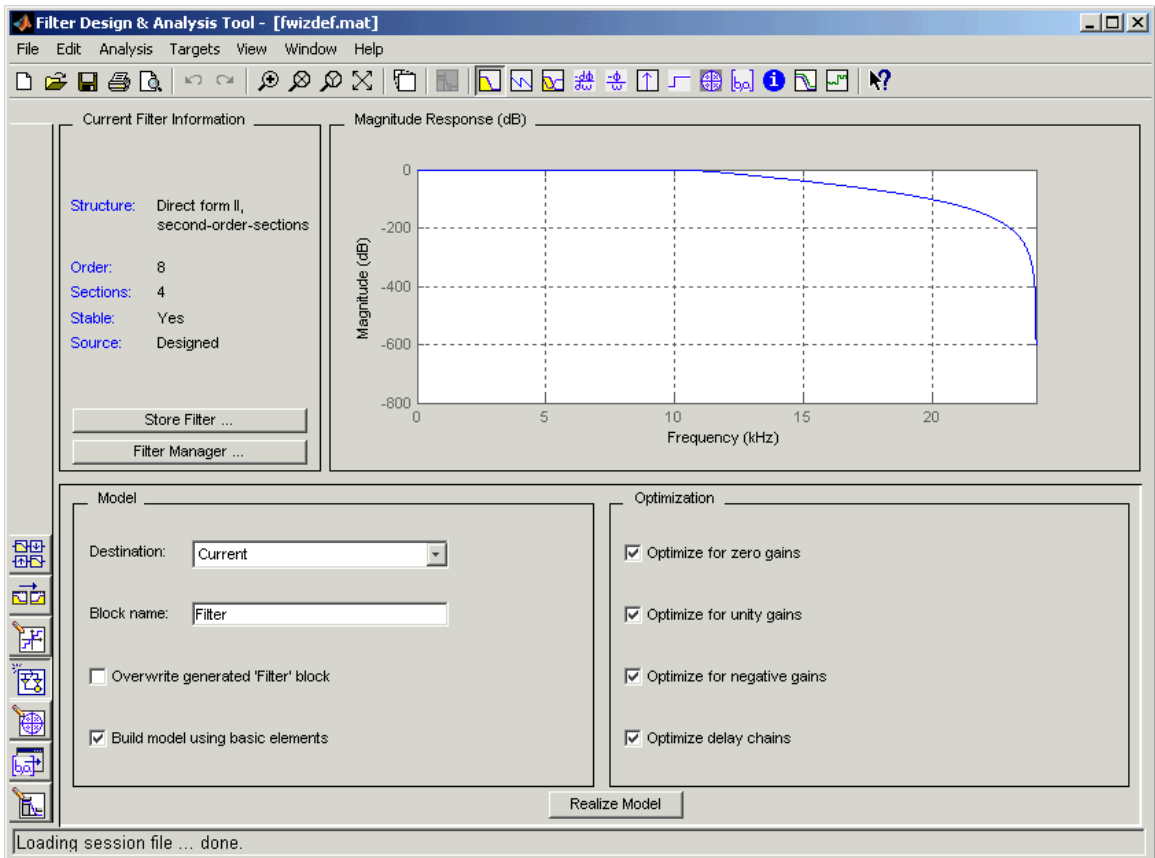 Filter Design & Analysis Tool - [fwizdef.mat]
File Edit Analysis Targets View Window Help
Current Filter Information
Structure: Direct form II,
second-order-sections
Order: 8
Sections: 4
Stable: Yes
Source: Designed
Store Filter ...
Filter Manager ...
Magnitude Response (dB)
0
-200
-400
-600
-800
Magnitude (dB)
0 5 10 15 20
Frequency (kHz)
Model
Destination: Current
Block name: Filter
Overwrite generated 'Filter' block
Build model using basic elements
Optimization
Optimize for zero gains
Optimize for unity gains
Optimize for negative gains
Optimize delay chains
Realize Model
Loading session file ... done.